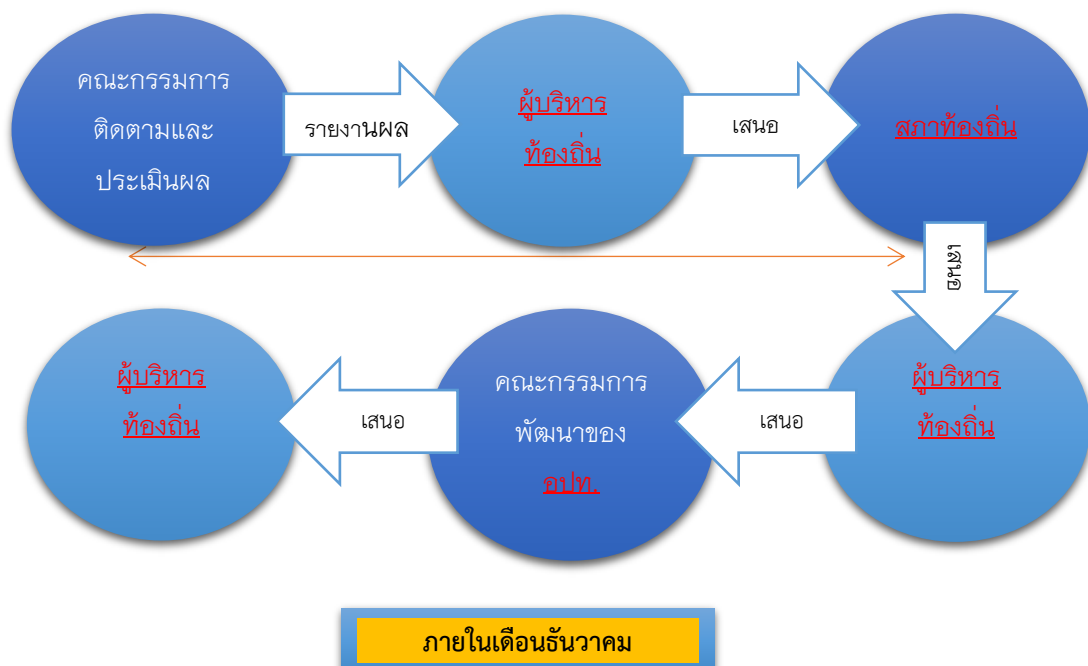 คณะกรรมการ
ติดตามและ
ประเมินผล
รายงานผล
ผู้บริหาร
ท้องถิ่น
เสนอ
สภาท้องถิ่น
เสนอ
ผู้บริหาร
ท้องถิ่น
เสนอ
คณะกรรมการ
พัฒนาของ
อปท.
เสนอ
ผู้บริหาร
ท้องถิ่น
ภายในเดือนธันวาคม